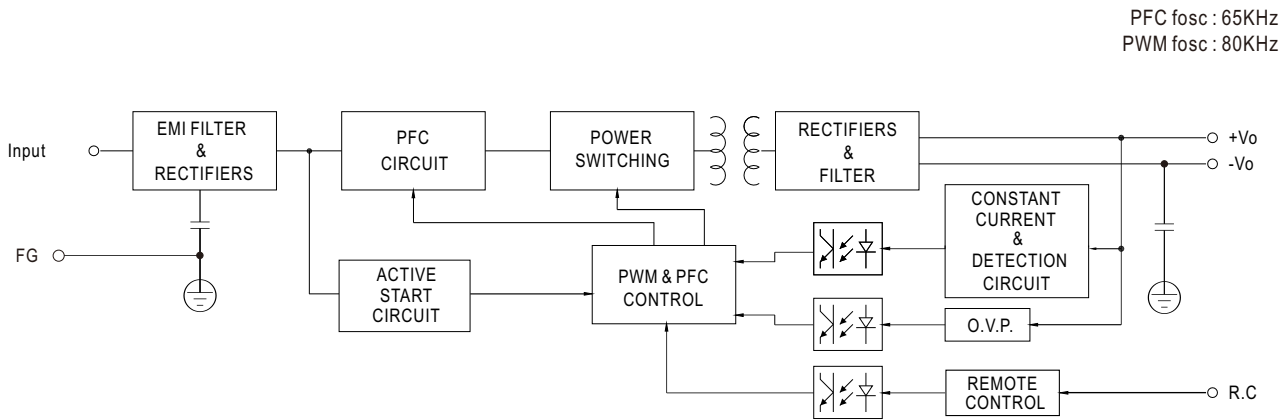 PFC fosc : 65KHz
PWM fosc : 80KHz
Input
EMI FILTER
&
RECTIFIERS
PFC
CIRCUIT
POWER
SWITCHING
RECTIFIERS
&
FILTER
+Vo
-Vo
FG
ACTIVE
START
CIRCUIT
PWM & PFC
CONTROL
CONSTANT
CURRENT
&
DETECTION
CIRCUIT
O.V.P.
REMOTE
CONTROL
R.C